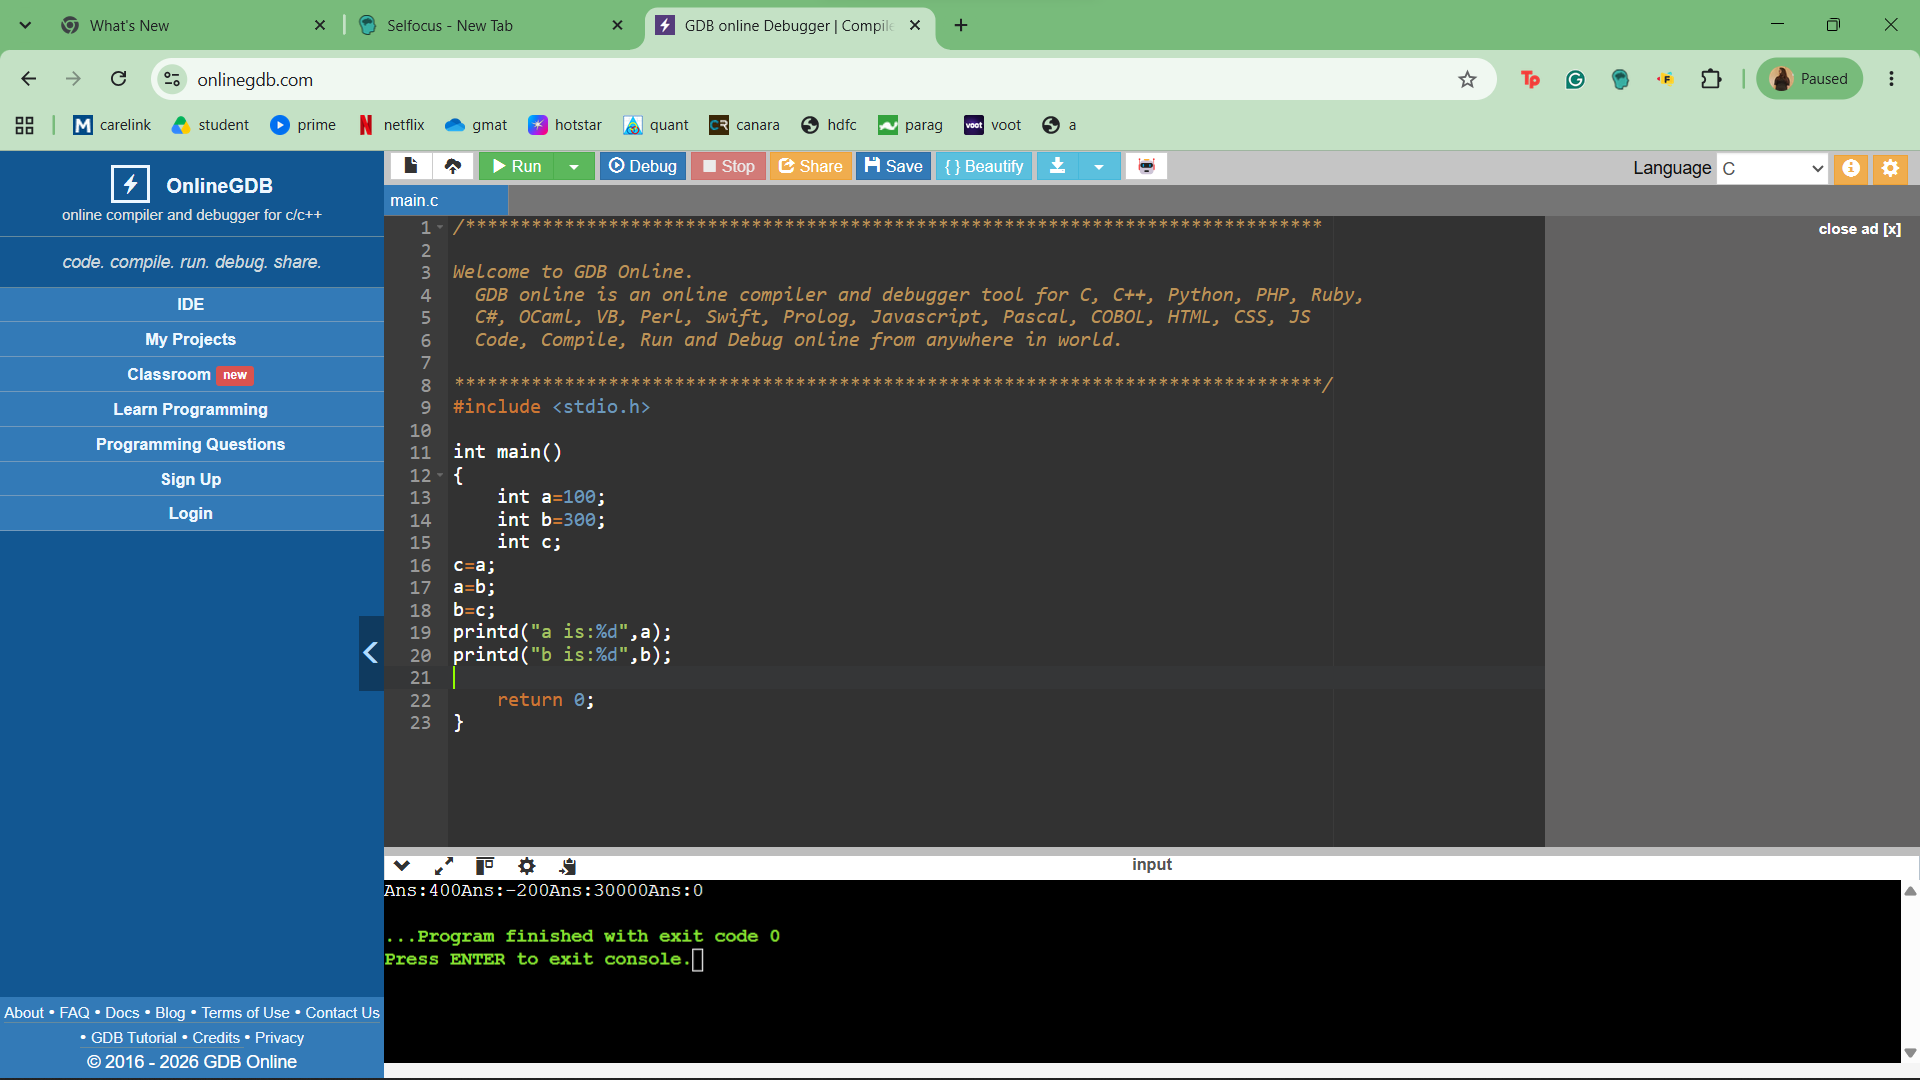 What's New
Selfocus - New Tab
GDB online Debugger | Compile
onlinegdb.com
Paused
carelink
student
prime
netflix
gmat
hotstar
quant
canara
hdfc
parag
voot
a
OnlineGDB
online compiler and debugger for c/c++
code. compile. run. debug. share.
IDE
My Projects
Classroom new
Learn Programming
Programming Questions
Sign Up
Login
About • FAQ • Docs • Blog • Terms of Use • Contact Us
• GDB Tutorial • Credits • Privacy
© 2016 - 2026 GDB Online
Run
Debug
Stop
Share
Save
{ } Beautify
Language C
main.c
close ad [x]
1 /******************************************************************************
2
3 Welcome to GDB Online.
4 GDB online is an online compiler and debugger tool for C, C++, Python, PHP, Ruby,
5 C#, OCaml, VB, Perl, Swift, Prolog, Javascript, Pascal, COBOL, HTML, CSS, JS
6 Code, Compile, Run and Debug online from anywhere in world.
7
8 *******************************************************************************/
9 #include <stdio.h>
10
11 int main()
12 {
13 int a=100;
14 int b=300;
15 int c;
16 c=a;
17 a=b;
18 b=c;
19 printd("a is:%d",a);
20 printd("b is:%d",b);
21
22 return 0;
23 }
input
Ans:400Ans:-200Ans:30000Ans:0
...Program finished with exit code 0
Press ENTER to exit console.